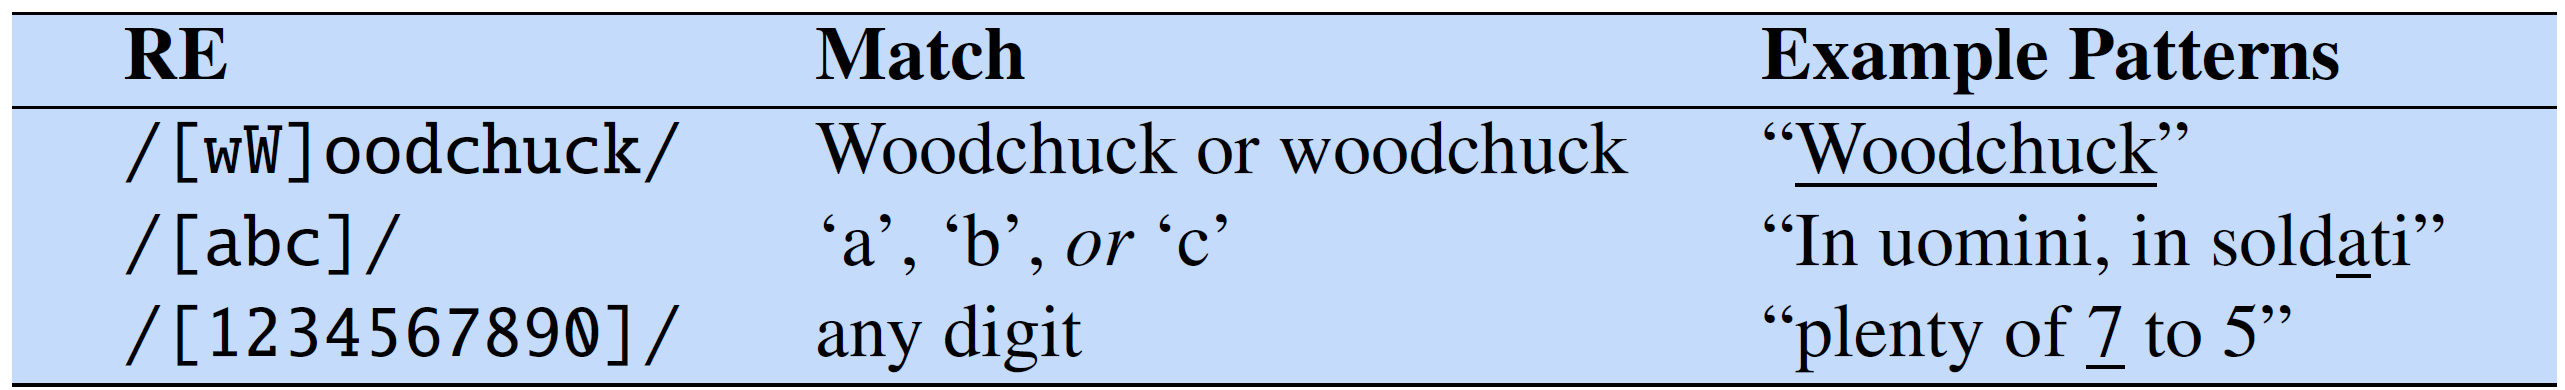 RE Match Example Patterns
/[wW]oodchuck/ Woodchuck or woodchuck “Woodchuck”
/[abc]/ ‘a’, ‘b’, or ‘c’ “In uomini, in soldati”
/[1234567890]/ any digit “plenty of 7 to 5”